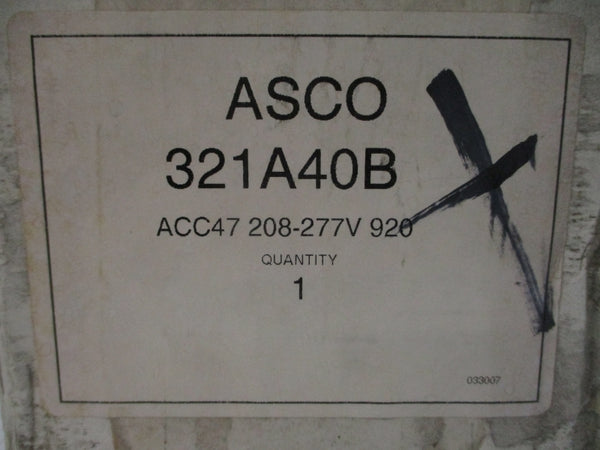 ASCO
321A40B
ACC47 208-277V 920
QUANTITY
1
033007